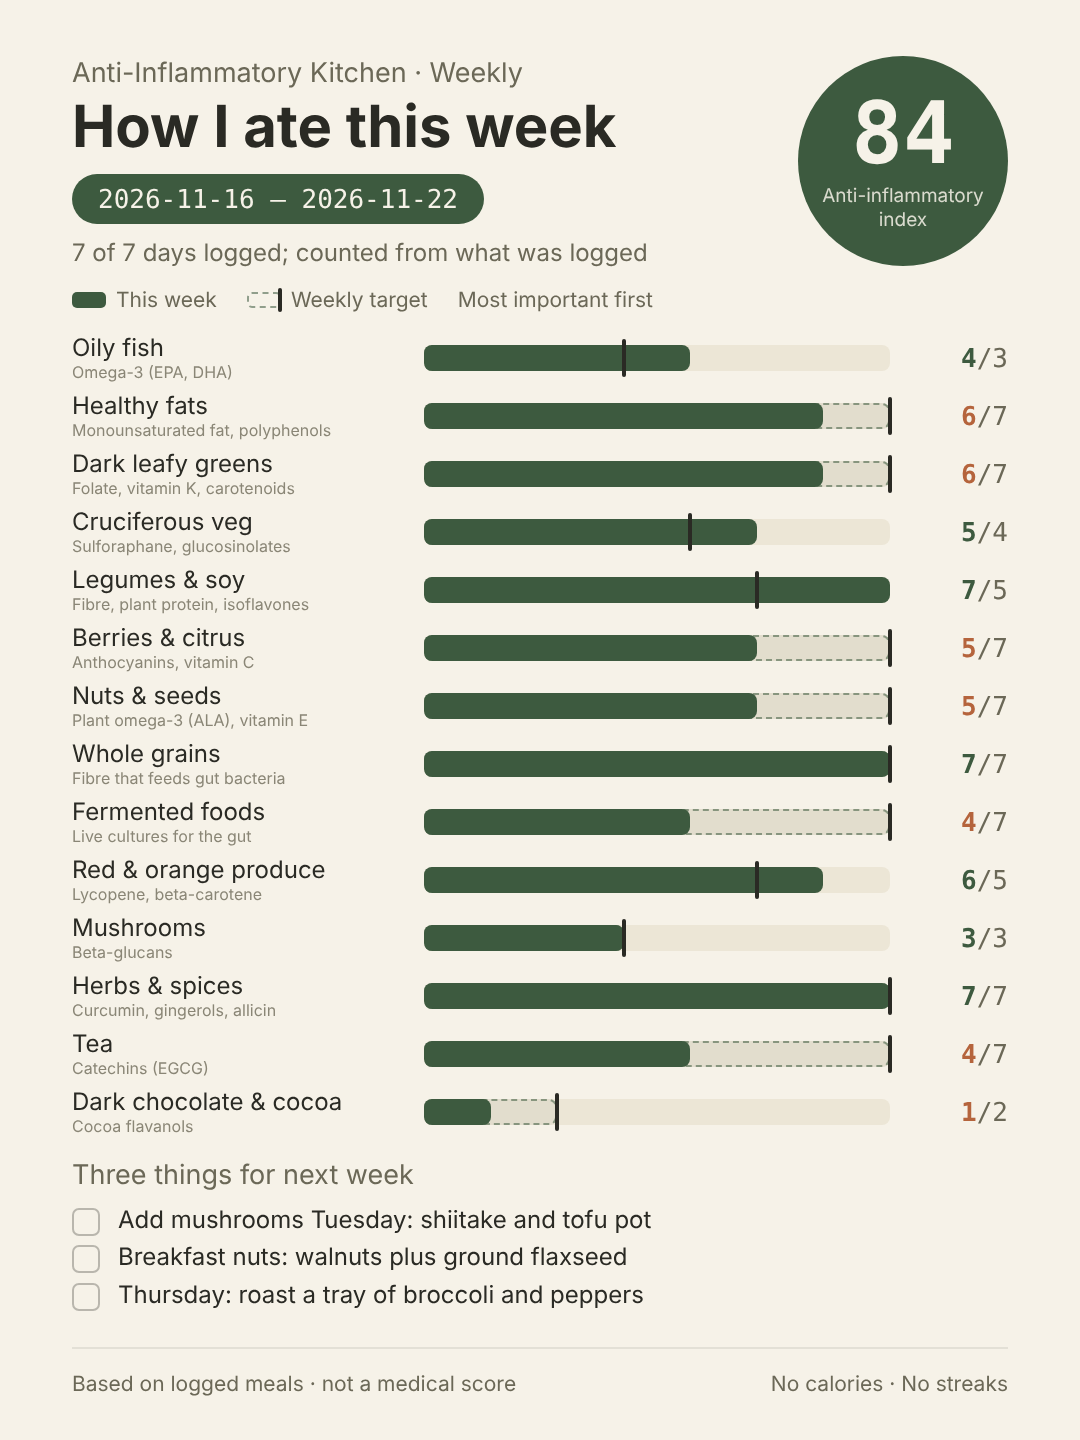 Anti-Inflammatory Kitchen · Weekly
How I ate this week
2026-11-16 — 2026-11-22
7 of 7 days logged; counted from what was logged
84
Anti-inflammatory
index
This week
Weekly target
Most important first
Oily fish
Omega-3 (EPA, DHA)
4/3
Healthy fats
Monounsaturated fat, polyphenols
6/7
Dark leafy greens
Folate, vitamin K, carotenoids
6/7
Cruciferous veg
Sulforaphane, glucosinolates
5/4
Legumes & soy
Fibre, plant protein, isoflavones
7/5
Berries & citrus
Anthocyanins, vitamin C
5/7
Nuts & seeds
Plant omega-3 (ALA), vitamin E
5/7
Whole grains
Fibre that feeds gut bacteria
7/7
Fermented foods
Live cultures for the gut
4/7
Red & orange produce
Lycopene, beta-carotene
6/5
Mushrooms
Beta-glucans
3/3
Herbs & spices
Curcumin, gingerols, allicin
7/7
Tea
Catechins (EGCG)
4/7
Dark chocolate & cocoa
Cocoa flavanols
1/2
Three things for next week
Add mushrooms Tuesday: shiitake and tofu pot
Breakfast nuts: walnuts plus ground flaxseed
Thursday: roast a tray of broccoli and peppers
Based on logged meals · not a medical score
No calories · No streaks